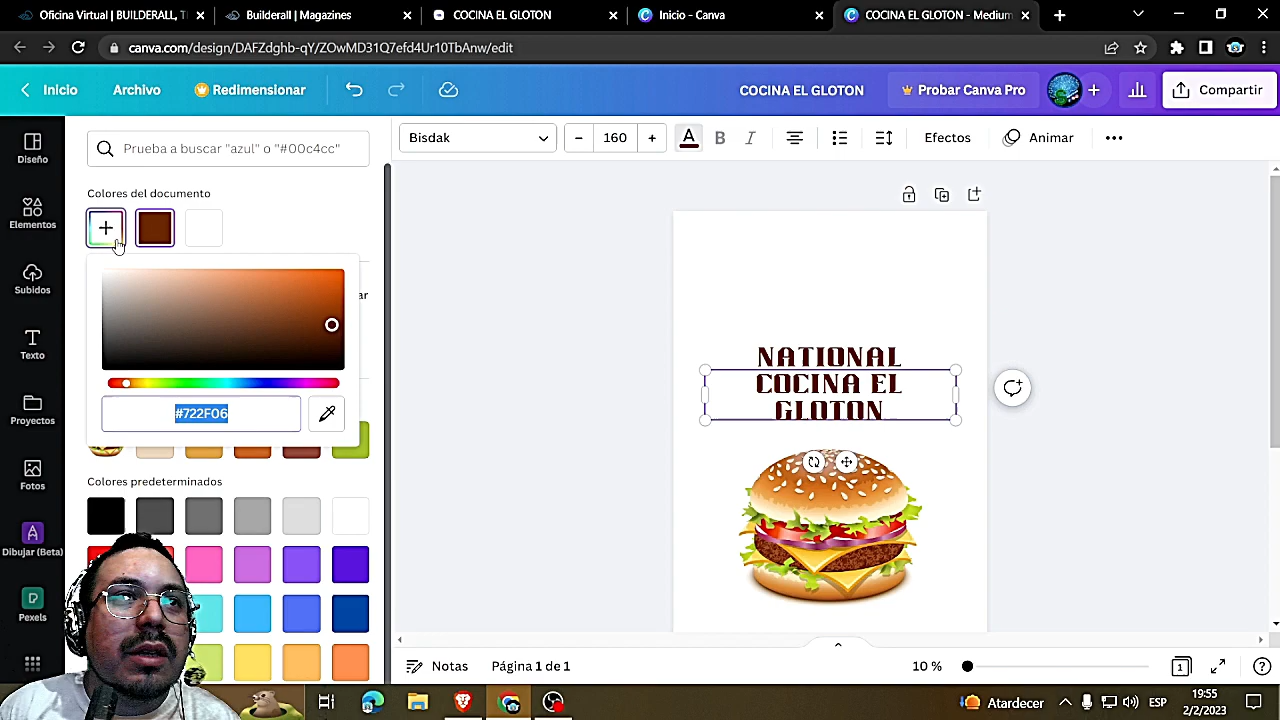 Oficina Virtual | BUILDERALL, T
Builderall | Magazines
COCINA EL GLOTON
Inicio - Canva
COCINA EL GLOTON - Medium
canva.com/design/DAFZdghb-qY/ZOwMD31Q7efd4Ur10TbAnw/edit
Inicio
Archivo
Redimensionar
COCINA EL GLOTON
Probar Canva Pro
Compartir
Diseño
Elementos
Subidos
Texto
Proyectos
Fotos
Dibujar (Beta)
Pexels
Prueba a buscar "azul" o "#00c4cc"
Colores del documento
ar
#722F06
Colores predeterminados
Bisdak
160
A
B
I
Efectos
Animar
NATIONAL
COCINA EL
GLOTON
Notas
Página 1 de 1
10 %
1
Atardecer
ESP
19:55
2/2/2023